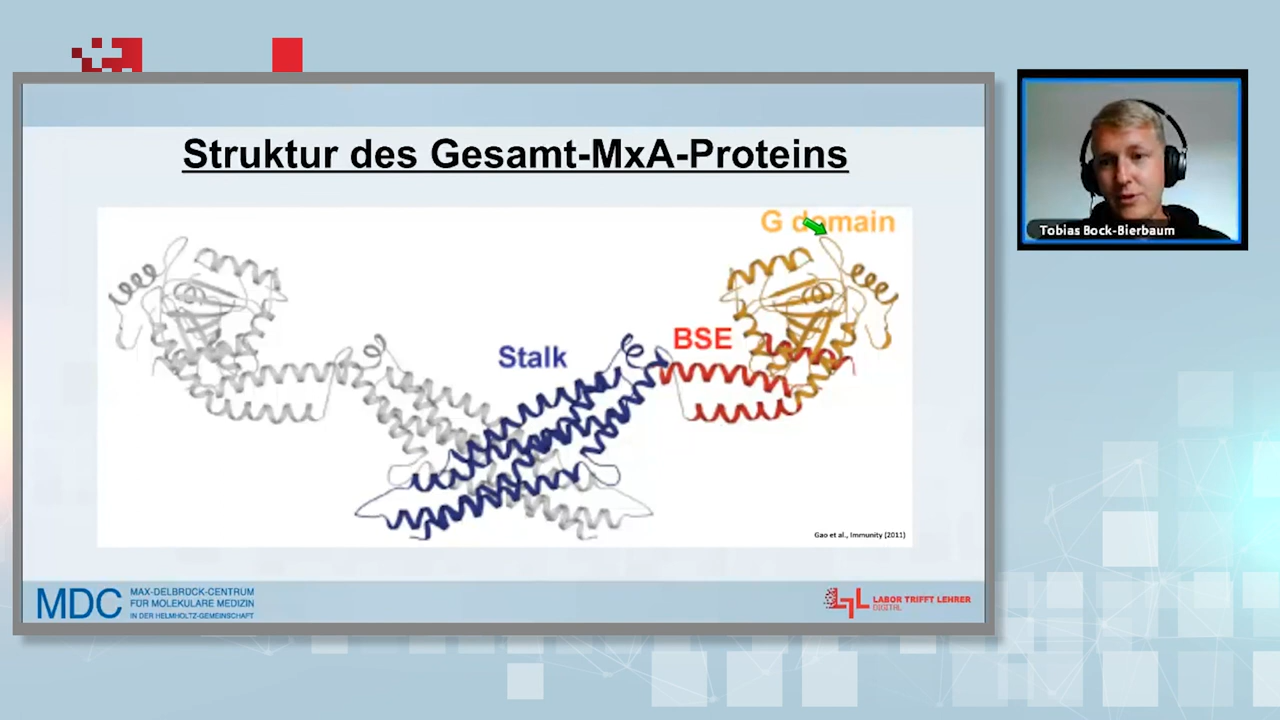 Struktur des Gesamt-MxA-Proteins
G domain
BSE
Stalk
Gao et al., Immunity (2011)
MDC
MAX-DELBRÜCK-CENTRUM
FÜR MOLEKULARE MEDIZIN
IN DER HELMHOLTZ-GEMEINSCHAFT
LTL
LABOR TRIFFT LEHRER
DIGITAL
Tobias Bock-Bierbaum